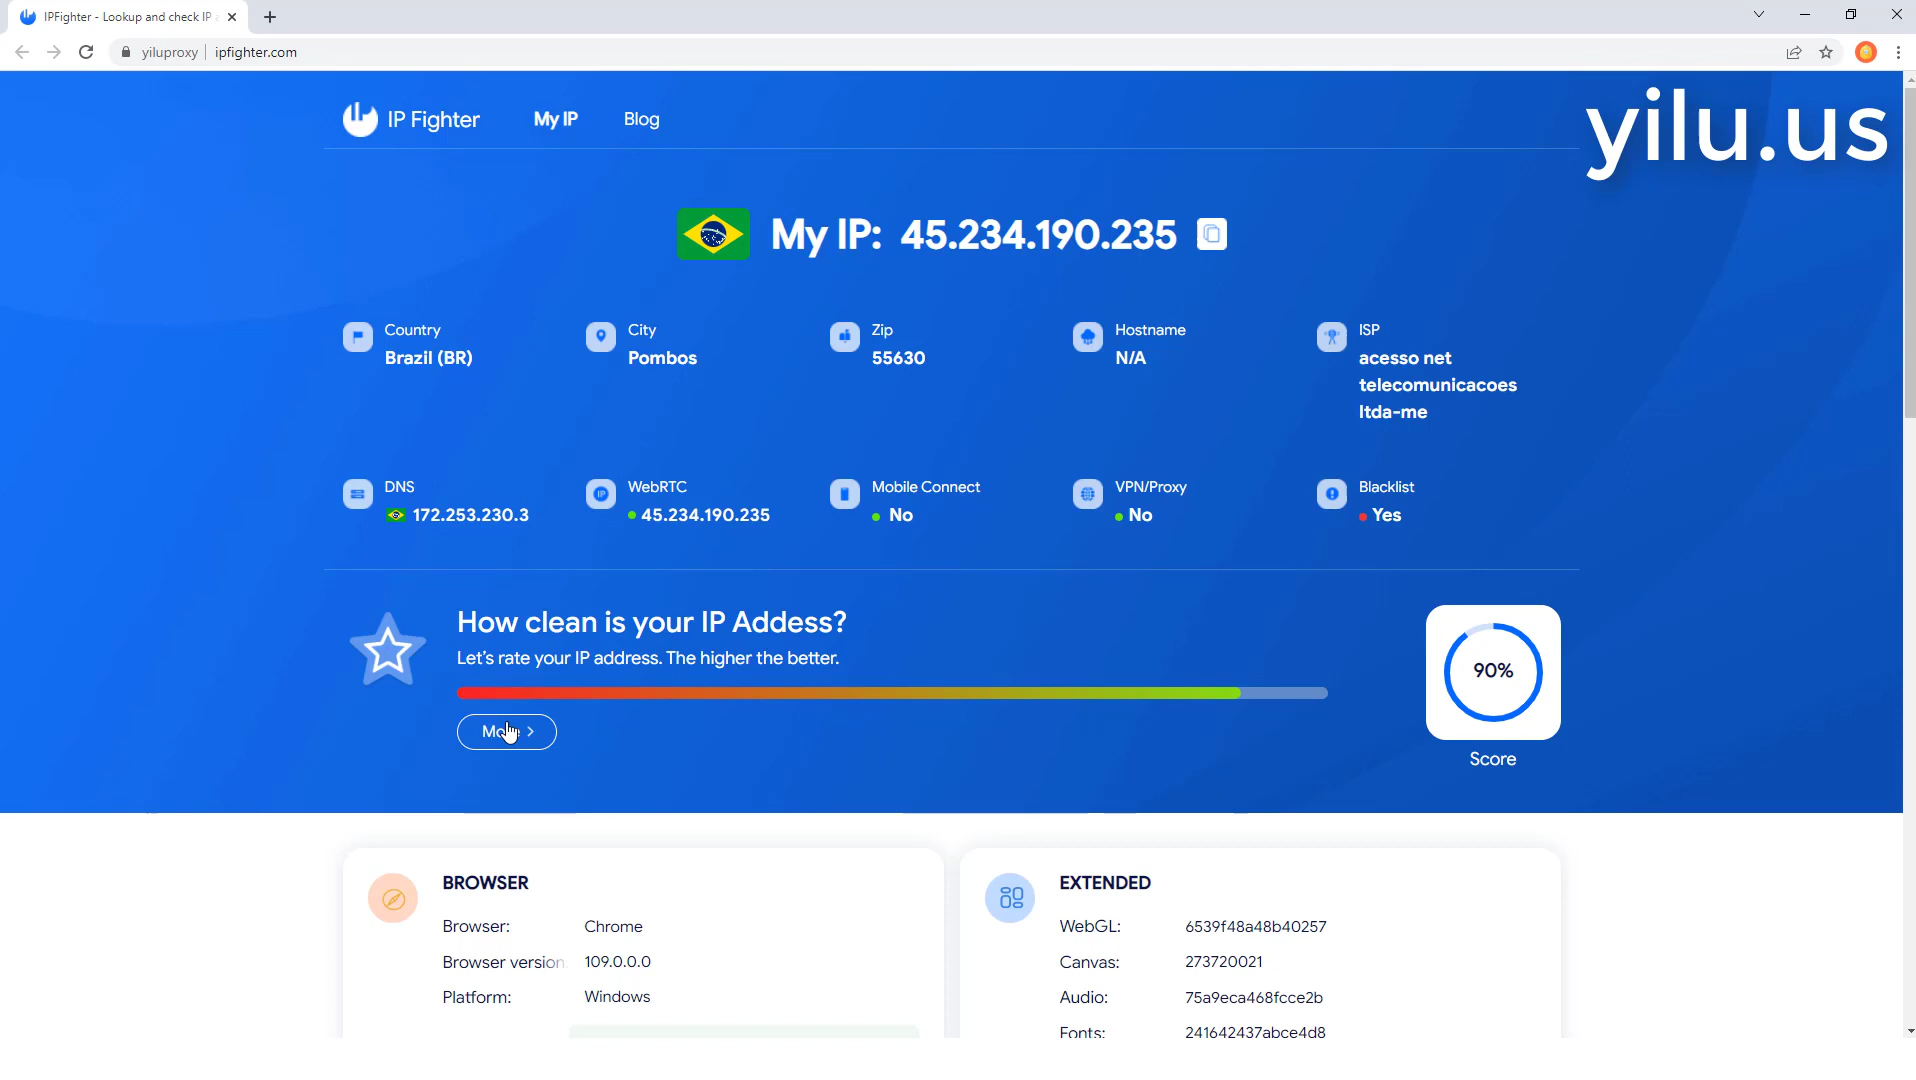 IPFighter - Lookup and check IP a
yiluproxy ipfighter.com
IP Fighter My IP Blog
yilu.us
My IP: 45.234.190.235
Country City Zip Hostname ISP
Brazil (BR) Pombos 55630 N/A acesso net
telecomunicacoes
ltda-me
DNS WebRTC Mobile Connect VPN/Proxy Blacklist
172.253.230.3 45.234.190.235 No No Yes
How clean is your IP Addess?
Let's rate your IP address. The higher the better.
90%
More
Score
BROWSER
Browser: Chrome
Browser version: 109.0.0.0
Platform: Windows
EXTENDED
WebGL: 6539f48a48b40257
Canvas: 273720021
Audio: 75a9eca468fcce2b
Fonts: 241642437abce4d8